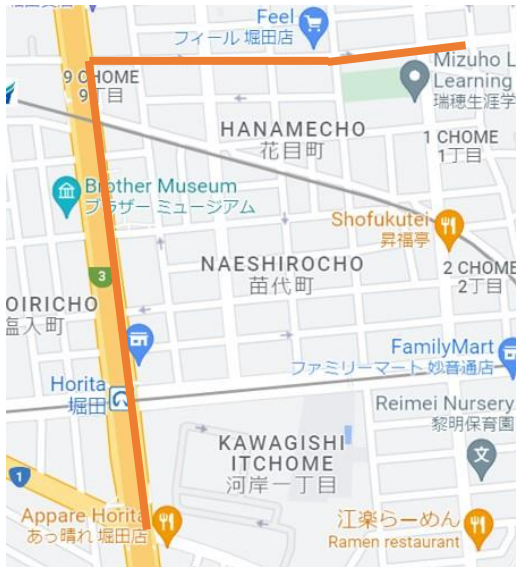 Feel
フィール 堀田店
9 CHOME
9丁目
Mizuho L
Learning
瑞穂生涯学
HANAMECHO
花目町
1 CHOME
1丁目
Brother Museum
ブラザー ミュージアム
Shofukutei
昇福亭
3
NAESHIROCHO
苗代町
2 CHOME
2丁目
OIRICHO
塩入町
FamilyMart
ファミリーマート 妙音通店
Horita
堀田
Reimei Nursery
黎明保育園
KAWAGISHI
ITCHOME
河岸一丁目
文
1
Appare Horita
あっ晴れ 堀田店
江楽らーめん
Ramen restaurant